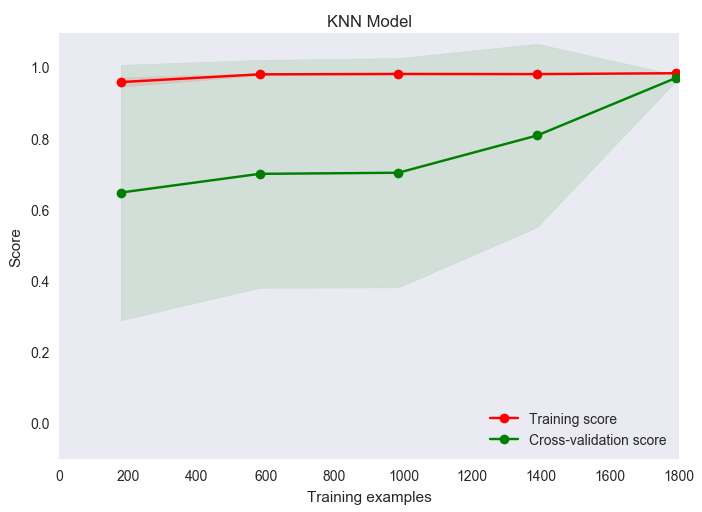 KNN Model
1.0
0.8
0.6
0.4
0.2
0.0
Score
Training score
Cross-validation score
0 200 400 600 800 1000 1200 1400 1600 1800
Training examples